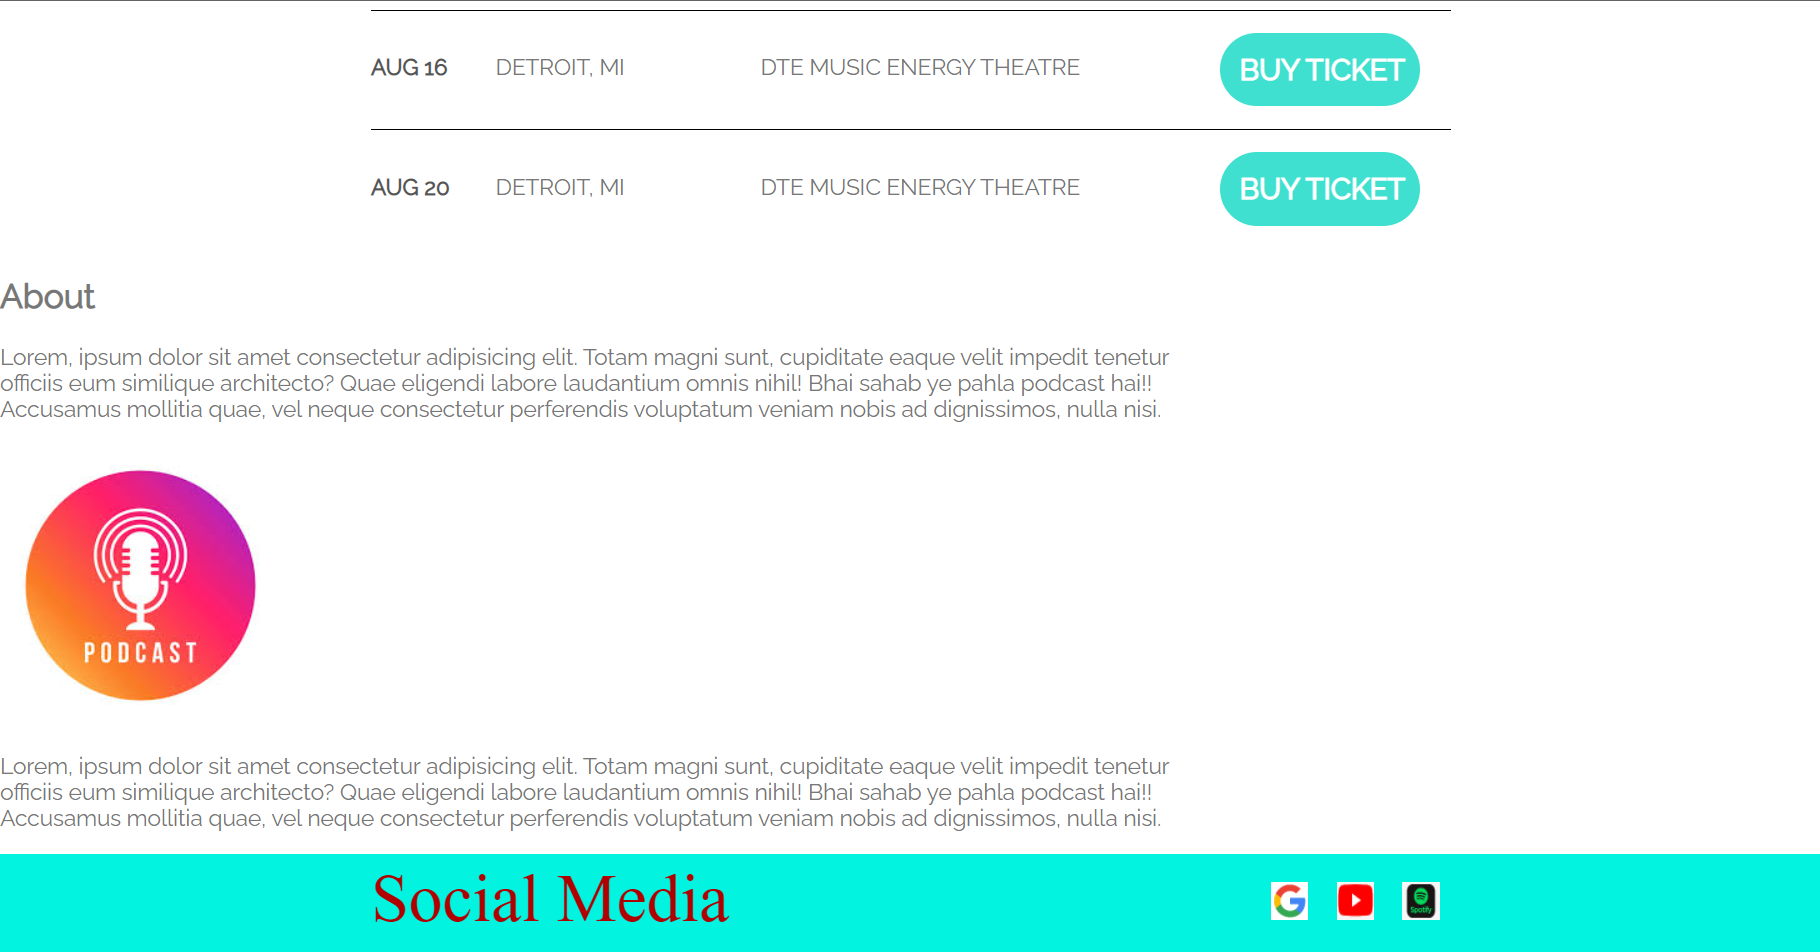 AUG 16 DETROIT, MI DTE MUSIC ENERGY THEATRE BUY TICKET
AUG 20 DETROIT, MI DTE MUSIC ENERGY THEATRE BUY TICKET
About
Lorem, ipsum dolor sit amet consectetur adipisicing elit. Totam magni sunt, cupiditate eaque velit impedit tenetur
officiis eum similique architecto? Quae eligendi labore laudantium omnis nihil! Bhai sahab ye pahla podcast hai!!
Accusamus mollitia quae, vel neque consectetur perferendis voluptatum veniam nobis ad dignissimos, nulla nisi.
PODCAST
Lorem, ipsum dolor sit amet consectetur adipisicing elit. Totam magni sunt, cupiditate eaque velit impedit tenetur
officiis eum similique architecto? Quae eligendi labore laudantium omnis nihil! Bhai sahab ye pahla podcast hai!!
Accusamus mollitia quae, vel neque consectetur perferendis voluptatum veniam nobis ad dignissimos, nulla nisi.
Social Media G Spotify